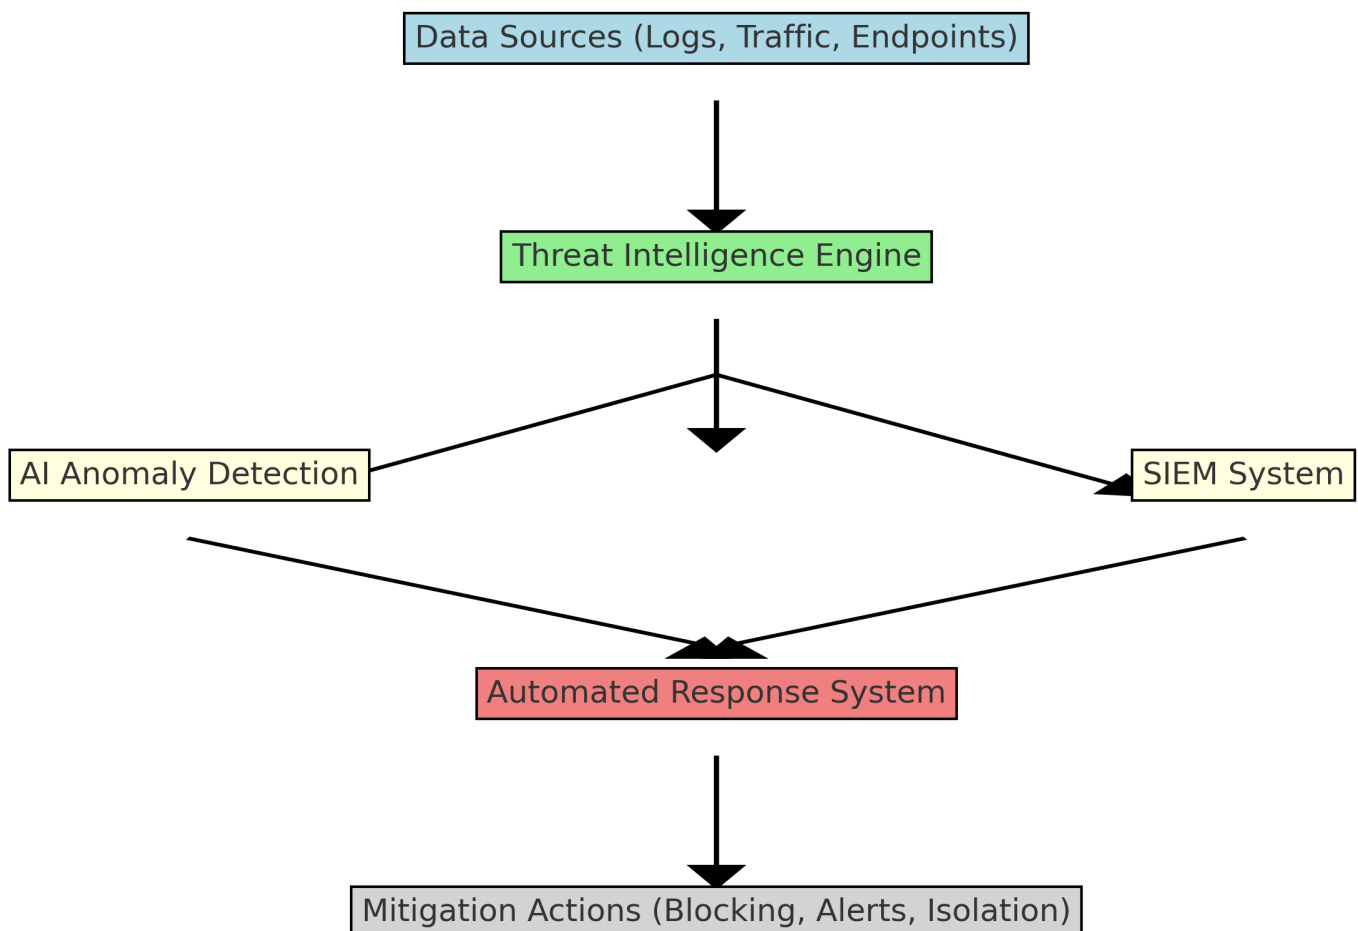 Data Sources (Logs, Traffic, Endpoints)
Threat Intelligence Engine
AI Anomaly Detection
SIEM System
Automated Response System
Mitigation Actions (Blocking, Alerts, Isolation)